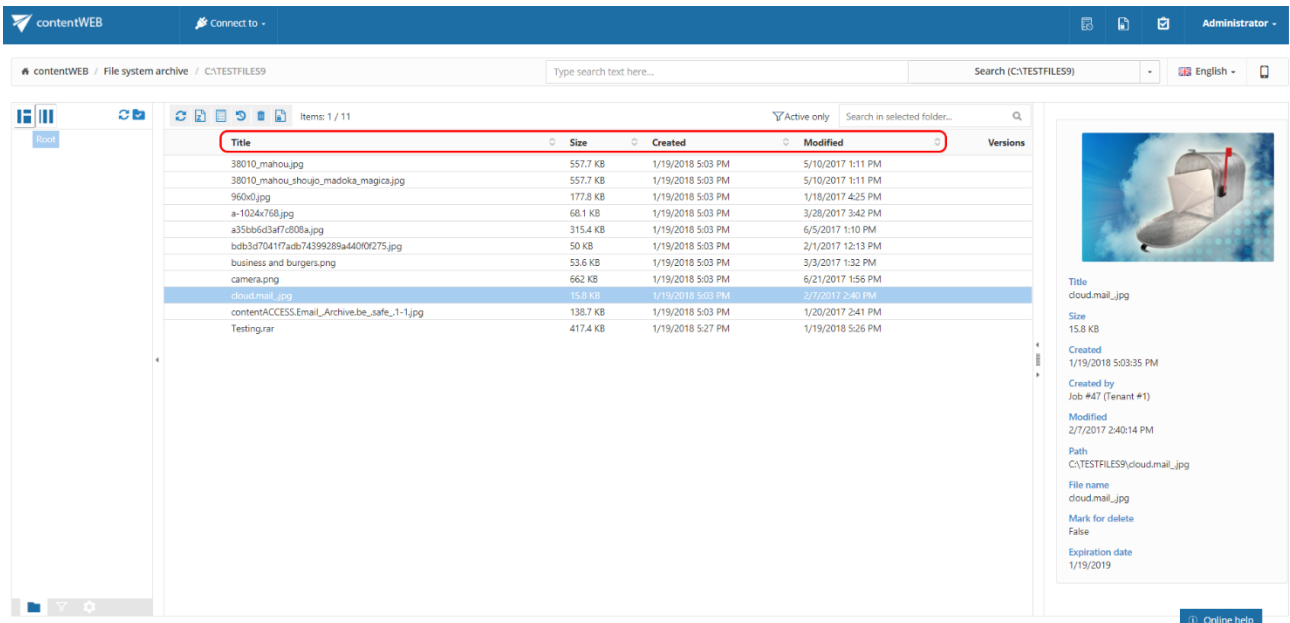 contentWEB Connect to Administrator
contentWEB / File system archive / C:\TESTFILES9 Type search text here... Search (C:\TESTFILES9) English
Items: 1 / 11 Active only Search in selected folder...
Root
Title Size Created Modified Versions
38010_mahou.jpg 557.7 KB 1/19/2018 5:03 PM 5/10/2017 1:11 PM
38010_mahou_shoujo_madoka_magica.jpg 557.7 KB 1/19/2018 5:03 PM 5/10/2017 1:11 PM
960x0.jpg 177.8 KB 1/19/2018 5:03 PM 1/18/2017 4:25 PM
a-1024x768.jpg 68.1 KB 1/19/2018 5:03 PM 3/28/2017 3:42 PM
a35bb6d3af7c808a.jpg 315.4 KB 1/19/2018 5:03 PM 6/5/2017 1:10 PM
bdb3d7041f7adb74399289a440f0f275.jpg 50 KB 1/19/2018 5:03 PM 2/1/2017 12:13 PM
business and burgers.png 53.6 KB 1/19/2018 5:03 PM 3/3/2017 1:32 PM
camera.png 662 KB 1/19/2018 5:03 PM 6/21/2017 1:56 PM
cloud.mail_.jpg 15.8 KB 1/19/2018 5:03 PM 2/7/2017 2:40 PM
contentACCESS.Email_.Archive.be_.safe_.1-1.jpg 138.7 KB 1/19/2018 5:03 PM 1/20/2017 2:41 PM
Testing.rar 417.4 KB 1/19/2018 5:27 PM 1/19/2018 5:26 PM
Title
cloud.mail_.jpg
Size
15.8 KB
Created
1/19/2018 5:03:35 PM
Created by
Job #47 (Tenant #1)
Modified
2/7/2017 2:40:14 PM
Path
C:\TESTFILES9\cloud.mail_.jpg
File name
cloud.mail_.jpg
Mark for delete
False
Expiration date
1/19/2019
Online help